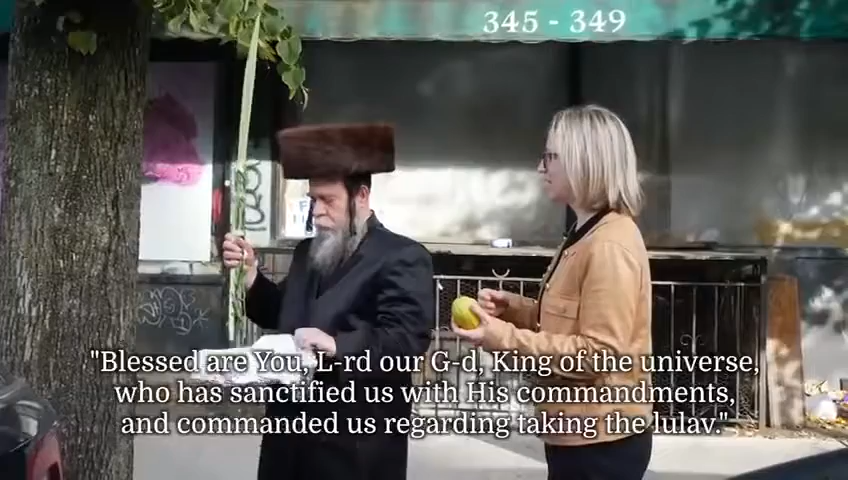 345 - 349
"Blessed are You, L-rd our G-d, King of the universe,
who has sanctified us with His commandments,
and commanded us regarding taking the lulav."